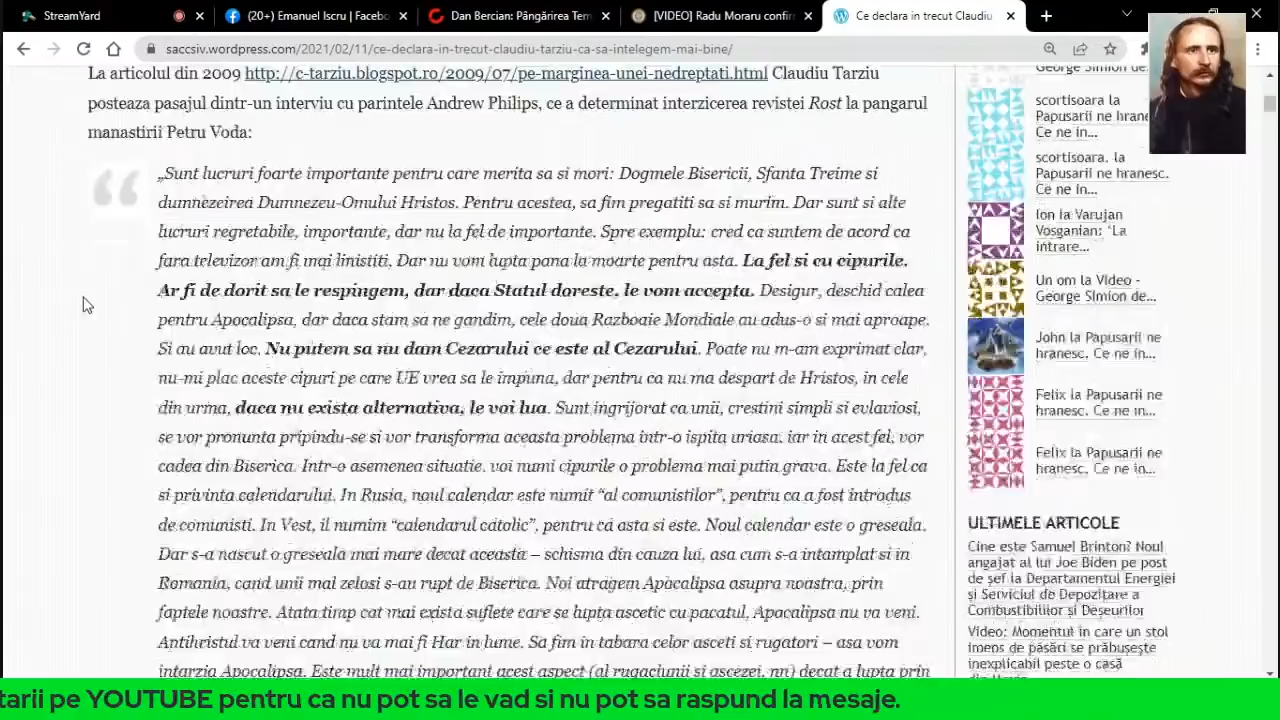 StreamYard
(20+) Emanuel Iscru | Facebo
Dan Bercian: Pângărirea Tem
[VIDEO] Radu Moraru confirm
Ce declara in trecut Claudiu
saccsiv.wordpress.com/2021/02/11/ce-declara-in-trecut-claudiu-tarziu-ca-sa-intelegem-mai-bine/
La articolul din 2009 http://c-tarziu.blogspot.ro/2009/07/pe-marginea-unei-nedreptati.html Claudiu Tarziu
posteaza pasajul dintr-un interviu cu parintele Andrew Philips, ce a determinat interzicerea revistei Rost la pangarul
manastirii Petru Voda:
„Sunt lucruri foarte importante pentru care merita sa si mori: Dogmele Bisericii, Sfanta Treime si
dumnezeirea Dumnezeu-Omului Hristos. Pentru acestea, sa fim pregatiti sa si murim. Dar sunt si alte
lucruri regretabile, importante, dar nu la fel de importante. Spre exemplu: cred ca suntem de acord ca
fara televizor am fi mai linistiti. Dar nu vom lupta pana la moarte pentru asta. La fel si cu cipurile.
Ar fi de dorit sa le respingem, dar daca Statul doreste, le vom accepta. Desigur, deschid calea
pentru Apocalipsa, dar daca stam sa ne gandim, cele doua Razboaie Mondiale au adus-o si mai aproape.
Si au avut loc. Nu putem sa nu dam Cezarului ce este al Cezarului. Poate nu m-am exprimat clar,
nu-mi plac aceste cipuri pe care UE vrea sa le impuna, dar pentru ca nu ma despart de Hristos, in cele
din urma, daca nu exista alternativa, le voi lua. Sunt ingrijorat ca unii, crestini simpli si evlaviosi,
se vor pronunta pripindu-se si vor transforma aceasta problema intr-o ispita uriasa, iar in acest fel, vor
cadea din Biserica. Intr-o asemenea situatie, voi numi cipurile o problema mai putin grava. Este la fel ca
si privinta calendarului. In Rusia, noul calendar este numit “al comunistilor”, pentru ca a fost introdus
de comunisti. In Vest, il numim “calendarul catolic”, pentru ca asta si este. Noul calendar este o greseala.
Dar s-a nascut o greseala mai mare decat aceasta – schisma din cauza lui, asa cum s-a intamplat si in
Romania, cand unii mai zelosi s-au rupt de Biserica. Noi atragem Apocalipsa asupra noastra, prin
faptele noastre. Atata timp cat mai exista suflete care se lupta ascetic cu pacatul, Apocalipsa nu va veni.
Antihristul va veni cand nu va mai fi Har in lume. Sa fim in tabara celor asceti si rugatori – asa vom
intarzia Apocalipsa. Este mult mai important acest aspect (al rugaciunii si ascezei, nn) decat a lupta prin
George Simion de...
scortisoara la
Papusarii ne hrane
Ce ne in...
scortisoara. la
Papusarii ne hranesc.
Ce ne in...
Ion la Varujan
Vosganian: ‘La
intrare...
Un om la Video -
George Simion de...
John la Papusarii ne
hranesc. Ce ne in...
Felix la Papusarii ne
hranesc. Ce ne in...
Felix la Papusarii ne
hranesc. Ce ne in...
ULTIMELE ARTICOLE
Cine este Samuel Brinton? Noul
angajat al lui Joe Biden pe post
de șef la Departamentul Energiei
și Serviciul de Depozitare a
Combustibililor și Deșeurilor
Video: Momentul în care un stol
imens de păsări se prăbușește
inexplicabil peste o casă
tarii pe YOUTUBE pentru ca nu pot sa le vad si nu pot sa raspund la mesaje.